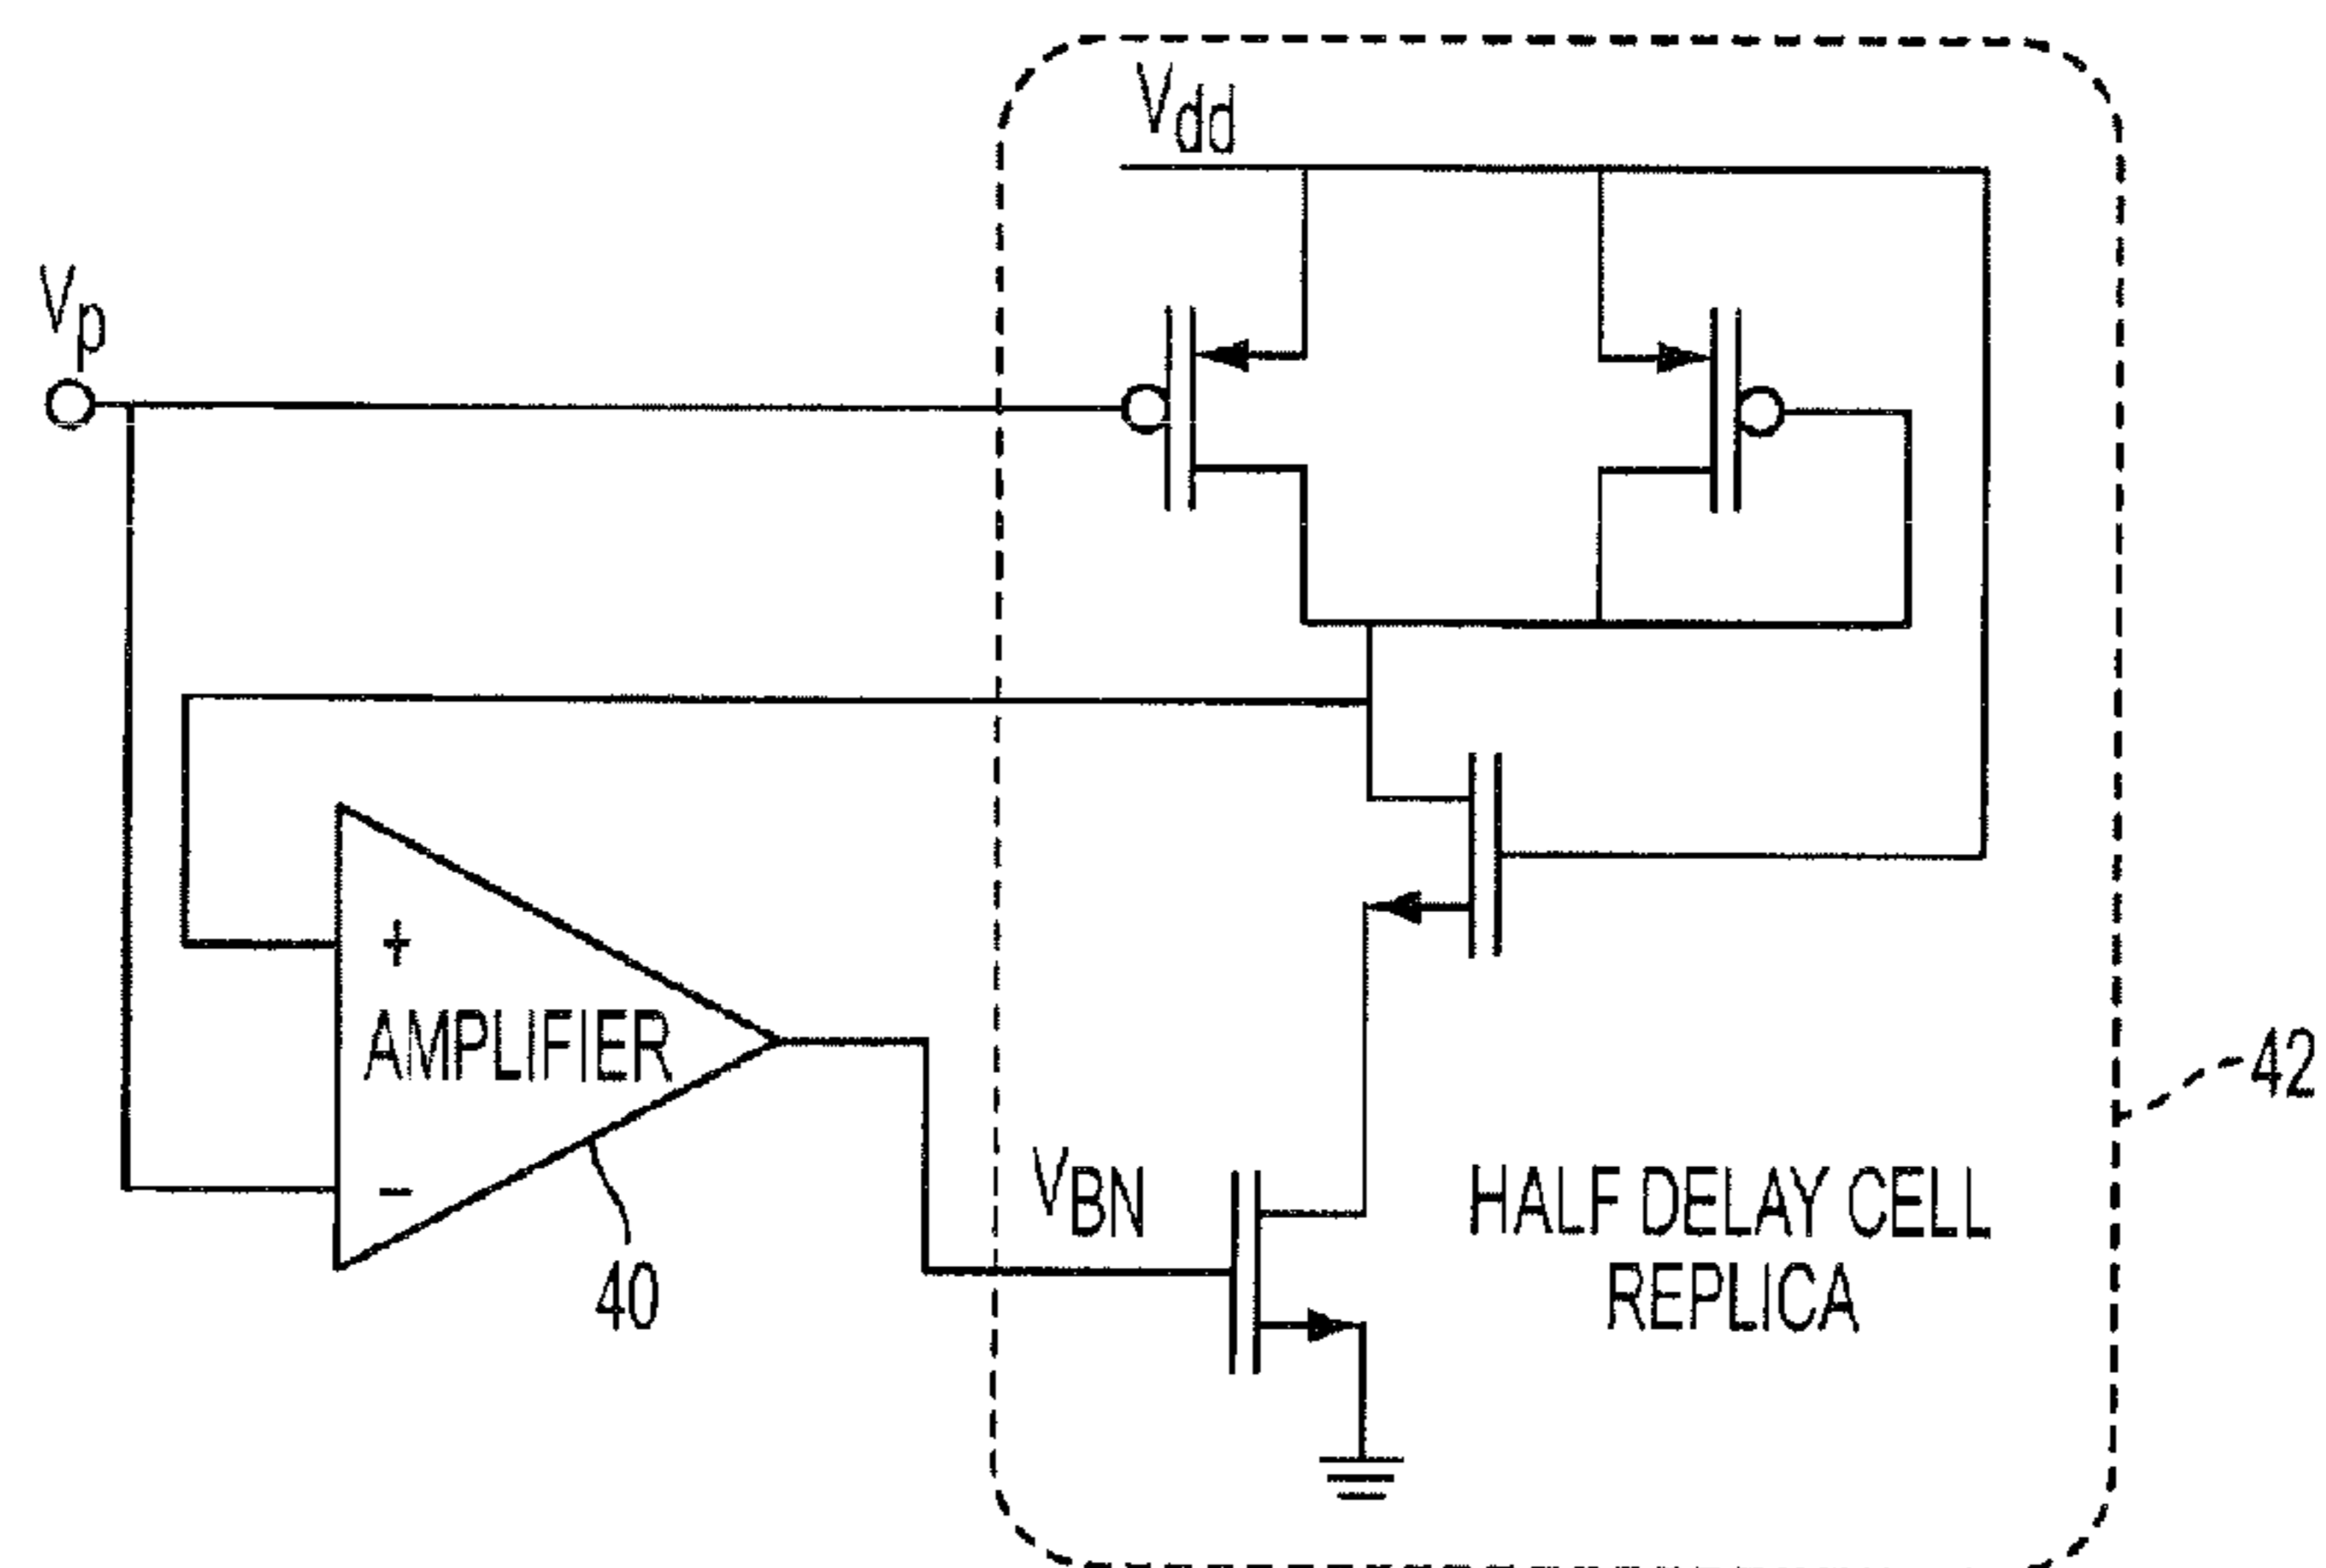 Vdd
Vp
+
AMPLIFIER
-
40
VBN
HALF DELAY CELL
REPLICA
42